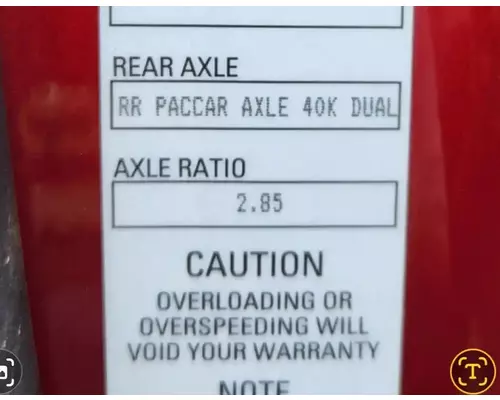 REAR AXLE
RR PACCAR AXLE 40K DUAL
AXLE RATIO
2.85
CAUTION
OVERLOADING OR
OVERSPEEDING WILL
VOID YOUR WARRANTY
NOTE
T